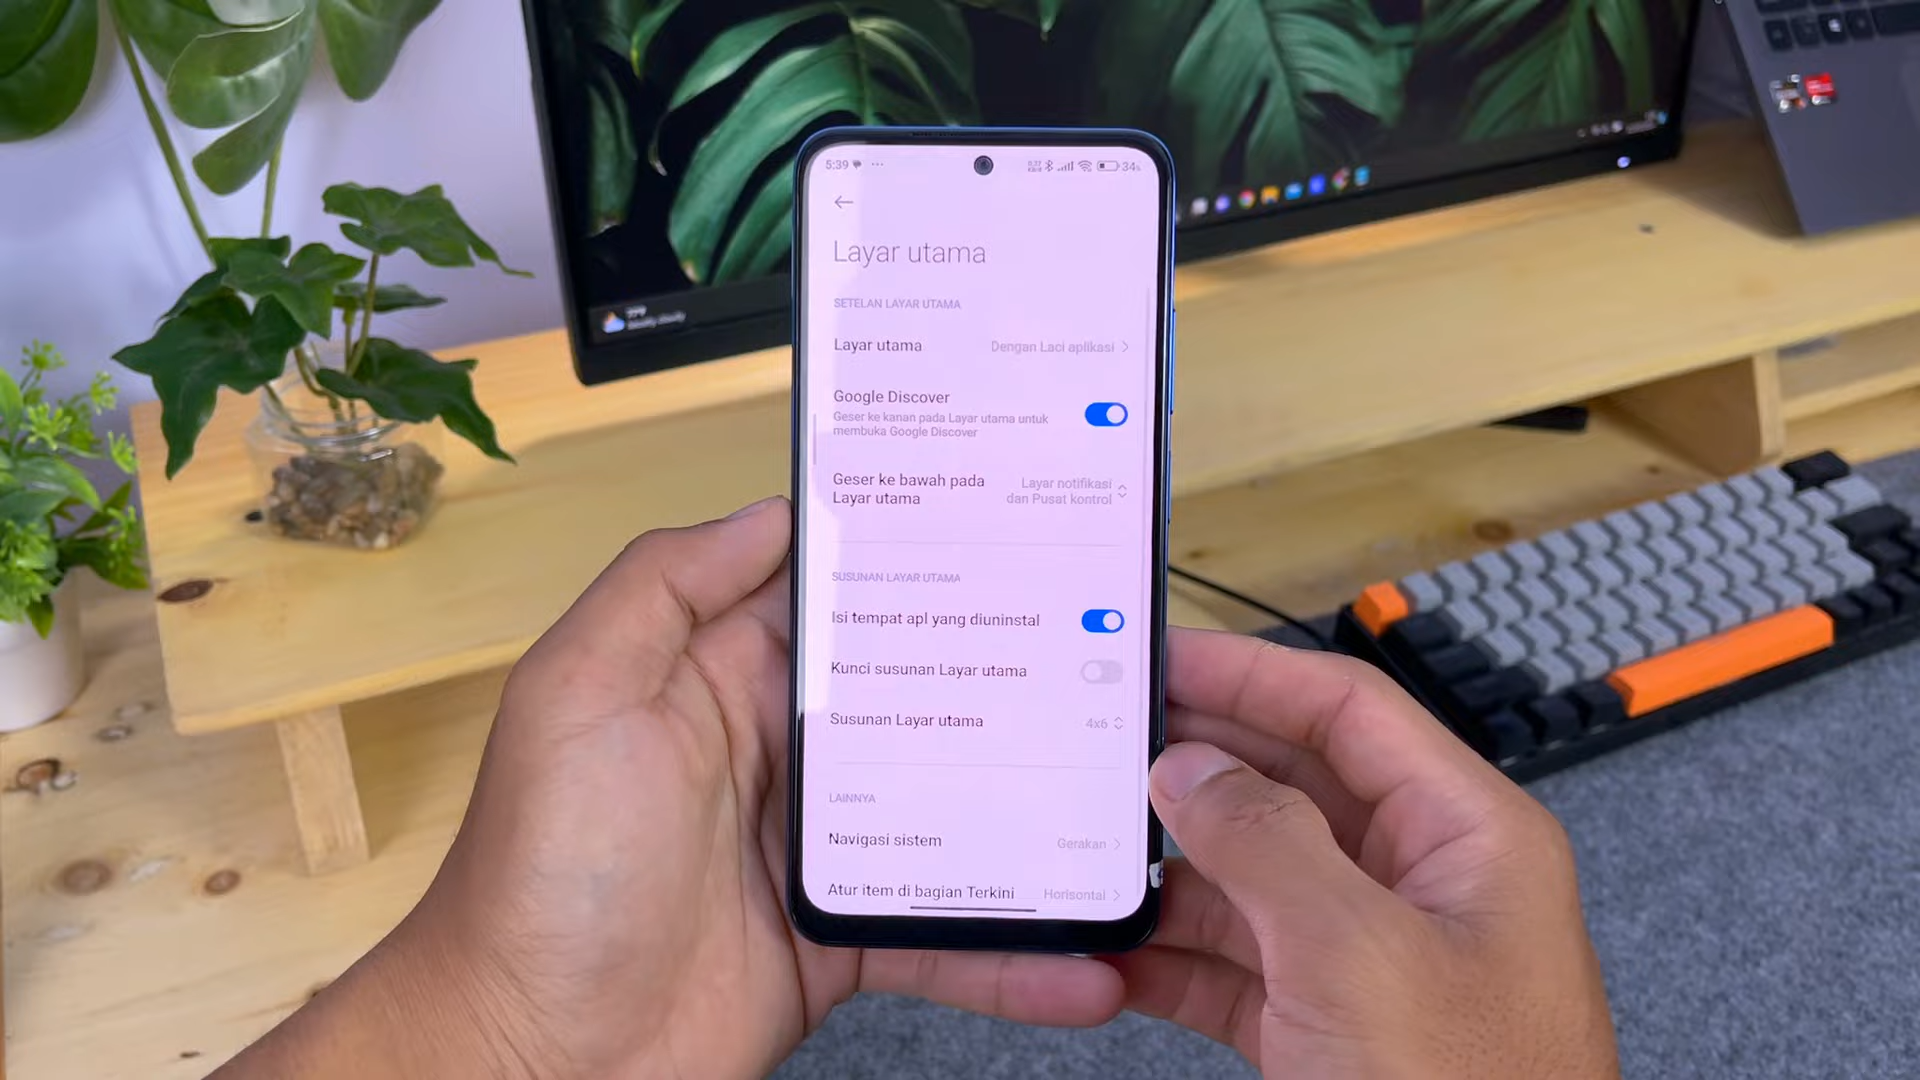 5:39
34%
Layar utama
SETELAN LAYAR UTAMA
Layar utama
Dengan Laci aplikasi
Google Discover
Geser ke kanan pada Layar utama untuk
membuka Google Discover
Geser ke bawah pada
Layar utama
Layar notifikasi
dan Pusat kontrol
SUSUNAN LAYAR UTAMA
Isi tempat apl yang diuninstal
Kunci susunan Layar utama
Susunan Layar utama
4x6
LAINNYA
Navigasi sistem
Gerakan
Atur item di bagian Terkini
Horisontal